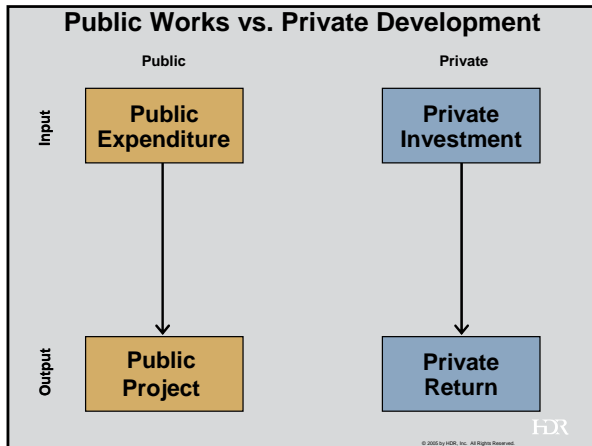 Public Works vs. Private Development
Public
Private
Input
Public
Expenditure
Private
Investment
Output
Public
Project
Private
Return
HDR
© 2005 by HDR, Inc. All Rights Reserved.